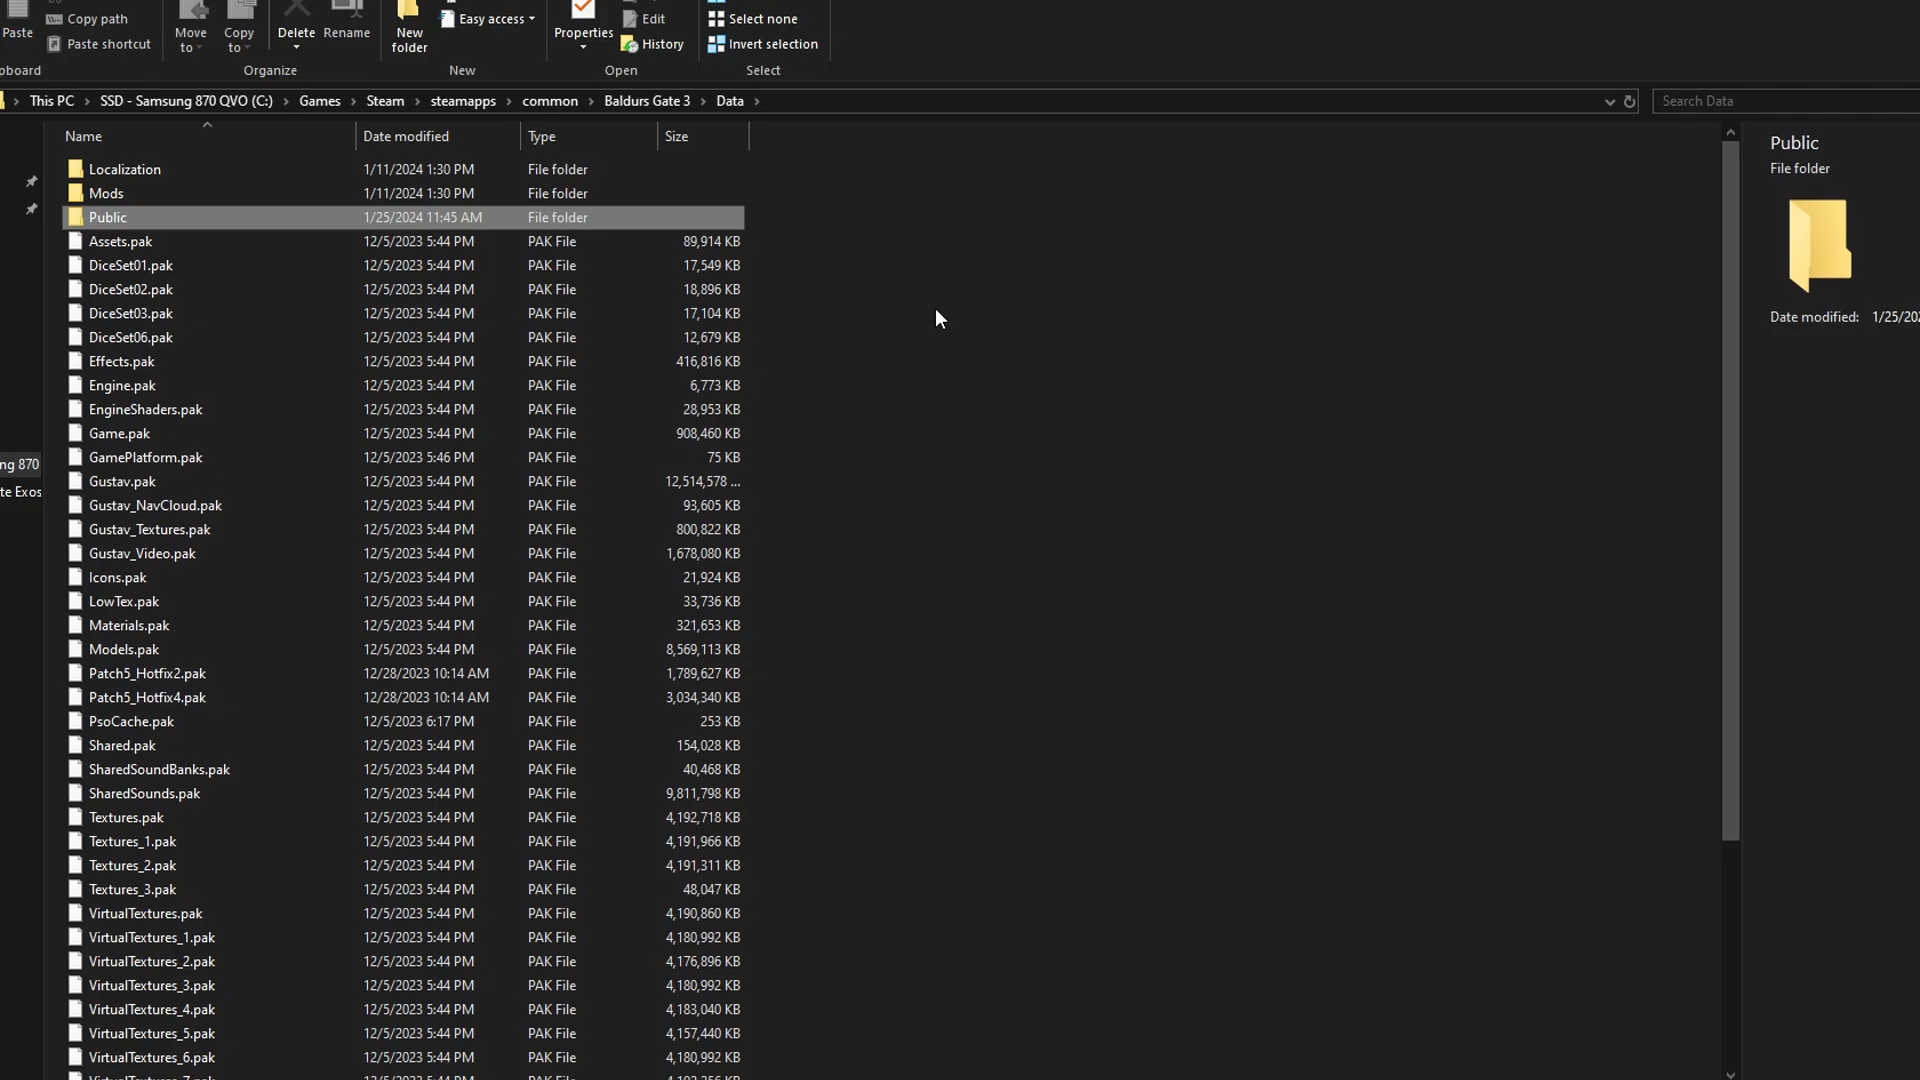 Paste
Copy path
Paste shortcut
Move to
Copy to
Delete
Rename
New folder
Easy access
Properties
Edit
History
Select none
Invert selection
pboard
Organize
New
Open
Select
This PC > SSD - Samsung 870 QVO (C:) > Games > Steam > steamapps > common > Baldurs Gate 3 > Data >
Search Data
Name Date modified Type Size
Localization 1/11/2024 1:30 PM File folder
Mods 1/11/2024 1:30 PM File folder
Public 1/25/2024 11:45 AM File folder
Assets.pak 12/5/2023 5:44 PM PAK File 89,914 KB
DiceSet01.pak 12/5/2023 5:44 PM PAK File 17,549 KB
DiceSet02.pak 12/5/2023 5:44 PM PAK File 18,896 KB
DiceSet03.pak 12/5/2023 5:44 PM PAK File 17,104 KB
DiceSet06.pak 12/5/2023 5:44 PM PAK File 12,679 KB
Effects.pak 12/5/2023 5:44 PM PAK File 416,816 KB
Engine.pak 12/5/2023 5:44 PM PAK File 6,773 KB
EngineShaders.pak 12/5/2023 5:44 PM PAK File 28,953 KB
Game.pak 12/5/2023 5:44 PM PAK File 908,460 KB
GamePlatform.pak 12/5/2023 5:46 PM PAK File 75 KB
Gustav.pak 12/5/2023 5:44 PM PAK File 12,514,578 ...
Gustav_NavCloud.pak 12/5/2023 5:44 PM PAK File 93,605 KB
Gustav_Textures.pak 12/5/2023 5:44 PM PAK File 800,822 KB
Gustav_Video.pak 12/5/2023 5:44 PM PAK File 1,678,080 KB
Icons.pak 12/5/2023 5:44 PM PAK File 21,924 KB
LowTex.pak 12/5/2023 5:44 PM PAK File 33,736 KB
Materials.pak 12/5/2023 5:44 PM PAK File 321,653 KB
Models.pak 12/5/2023 5:44 PM PAK File 8,569,113 KB
Patch5_Hotfix2.pak 12/28/2023 10:14 AM PAK File 1,789,627 KB
Patch5_Hotfix4.pak 12/28/2023 10:14 AM PAK File 3,034,340 KB
PsoCache.pak 12/5/2023 6:17 PM PAK File 253 KB
Shared.pak 12/5/2023 5:44 PM PAK File 154,028 KB
SharedSoundBanks.pak 12/5/2023 5:44 PM PAK File 40,468 KB
SharedSounds.pak 12/5/2023 5:44 PM PAK File 9,811,798 KB
Textures.pak 12/5/2023 5:44 PM PAK File 4,192,718 KB
Textures_1.pak 12/5/2023 5:44 PM PAK File 4,191,966 KB
Textures_2.pak 12/5/2023 5:44 PM PAK File 4,191,311 KB
Textures_3.pak 12/5/2023 5:44 PM PAK File 48,047 KB
VirtualTextures.pak 12/5/2023 5:44 PM PAK File 4,190,860 KB
VirtualTextures_1.pak 12/5/2023 5:44 PM PAK File 4,180,992 KB
VirtualTextures_2.pak 12/5/2023 5:44 PM PAK File 4,176,896 KB
VirtualTextures_3.pak 12/5/2023 5:44 PM PAK File 4,180,992 KB
VirtualTextures_4.pak 12/5/2023 5:44 PM PAK File 4,183,040 KB
VirtualTextures_5.pak 12/5/2023 5:44 PM PAK File 4,157,440 KB
VirtualTextures_6.pak 12/5/2023 5:44 PM PAK File 4,180,992 KB
ng 870
te Exos
Public
File folder
Date modified: 1/25/202